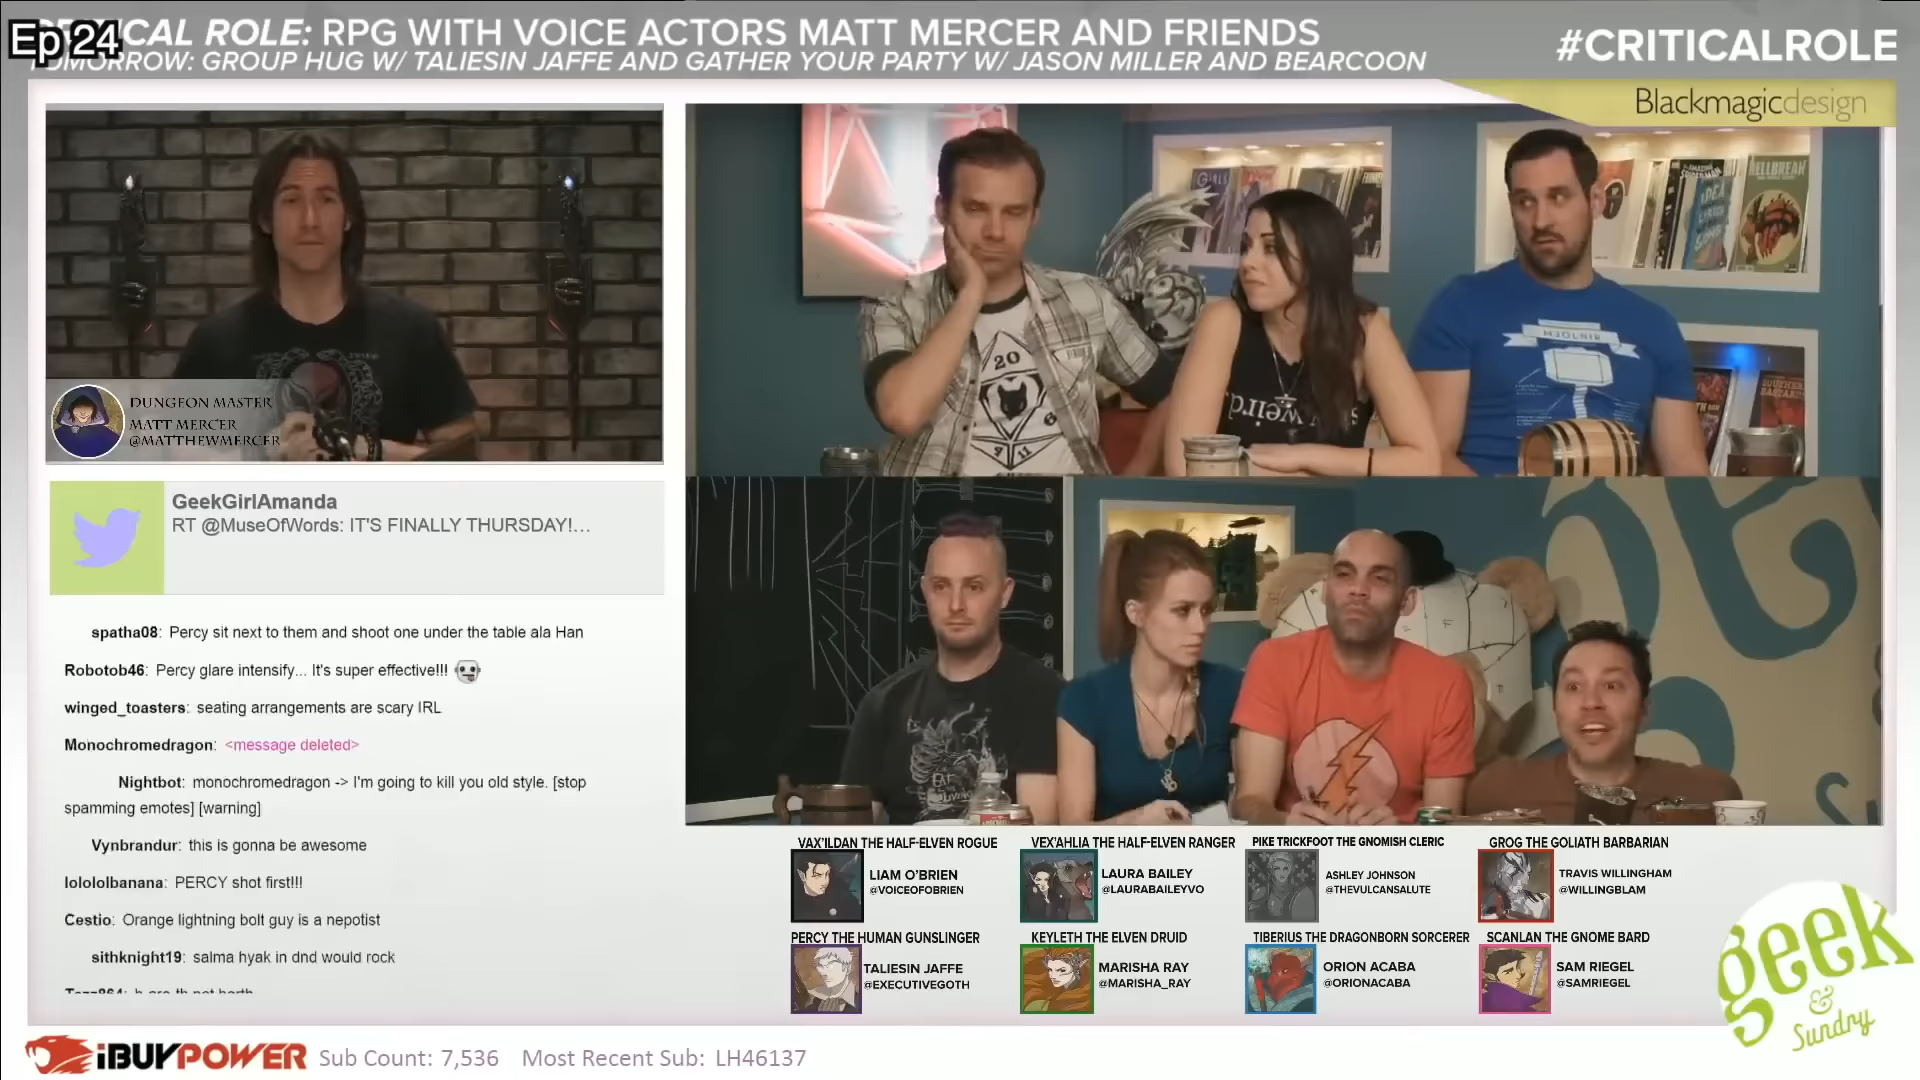 Ep 24
CRITICAL ROLE: RPG WITH VOICE ACTORS MATT MERCER AND FRIENDS
TOMORROW: GROUP HUG W/ TALIESIN JAFFE AND GATHER YOUR PARTY W/ JASON MILLER AND BEARCOON
#CRITICALROLE
Blackmagicdesign
DUNGEON MASTER
MATT MERCER
@MATTHEWMERCER
GeekGirlAmanda
RT @MuseOfWords: IT'S FINALLY THURSDAY!…
spatha08: Percy sit next to them and shoot one under the table ala Han
Robotob46: Percy glare intensify... It's super effective!!!
winged_toasters: seating arrangements are scary IRL
Monochromedragon: <message deleted>
Nightbot: monochromedragon -> I'm going to kill you old style. [stop
spamming emotes] [warning]
Vynbrandur: this is gonna be awesome
lolololbanana: PERCY shot first!!!
Cestio: Orange lightning bolt guy is a nepotist
sithknight19: salma hyak in dnd would rock
GIRLS
HELLBREAK
20
weird
MJOLNIR
VAX'ILDAN THE HALF-ELVEN ROGUE
LIAM O'BRIEN
@VOICEOFOBRIEN
VEX'AHLIA THE HALF-ELVEN RANGER
LAURA BAILEY
@LAURABAILEYVO
PIKE TRICKFOOT THE GNOMISH CLERIC
ASHLEY JOHNSON
@THEVULCANSALUTE
GROG THE GOLIATH BARBARIAN
TRAVIS WILLINGHAM
@WILLINGBLAM
PERCY THE HUMAN GUNSLINGER
TALIESIN JAFFE
@EXECUTIVEGOTH
KEYLETH THE ELVEN DRUID
MARISHA RAY
@MARISHA_RAY
TIBERIUS THE DRAGONBORN SORCERER
ORION ACABA
@ORIONACABA
SCANLAN THE GNOME BARD
SAM RIEGEL
@SAMRIEGEL
geek
&
Sundry
iBUYPOWER
Sub Count: 7,536
Most Recent Sub: LH46137